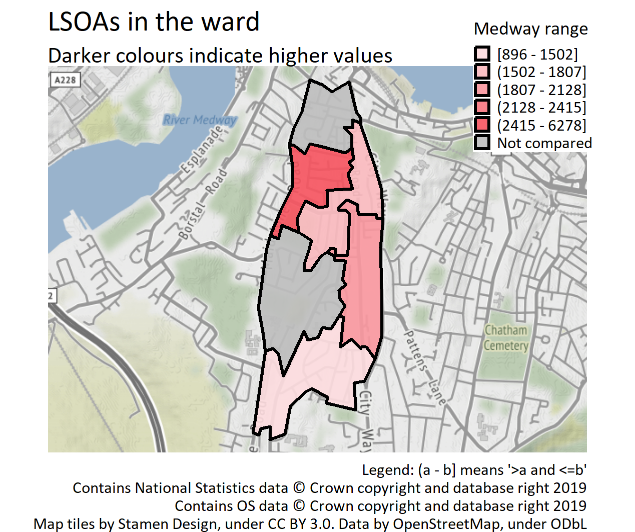 LSOAs in the ward
Darker colours indicate higher values
Medway range
[896 - 1502]
(1502 - 1807]
(1807 - 2128]
(2128 - 2415]
(2415 - 6278]
Not compared
A228
River Medway
Esplanade
Borstal Road
2
Chatham
Cemetery
Pattens Lane
City Way
Legend: (a - b] means '>a and <=b'
Contains National Statistics data © Crown copyright and database right 2019
Contains OS data © Crown copyright and database right 2019
Map tiles by Stamen Design, under CC BY 3.0. Data by OpenStreetMap, under ODbL